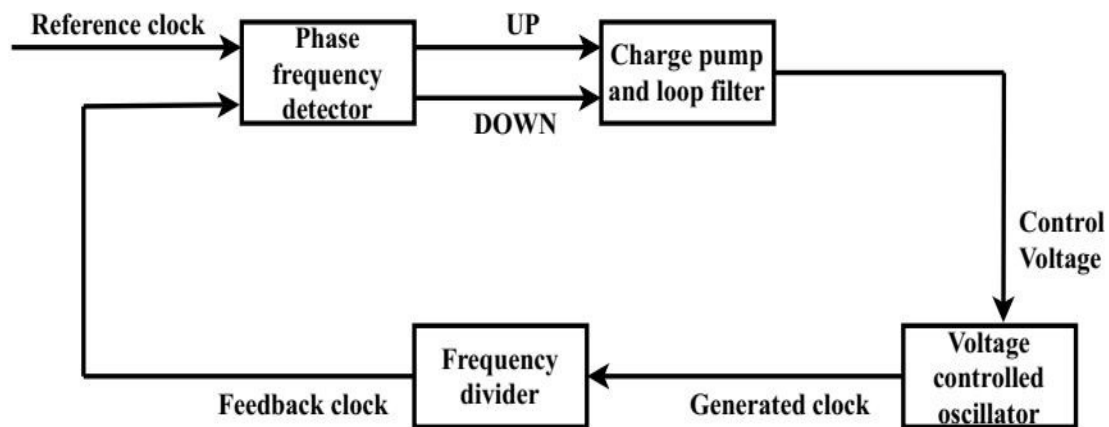 Reference clock
Phase
frequency
detector
UP
DOWN
Charge pump
and loop filter
Control
Voltage
Voltage
controlled
oscillator
Generated clock
Frequency
divider
Feedback clock